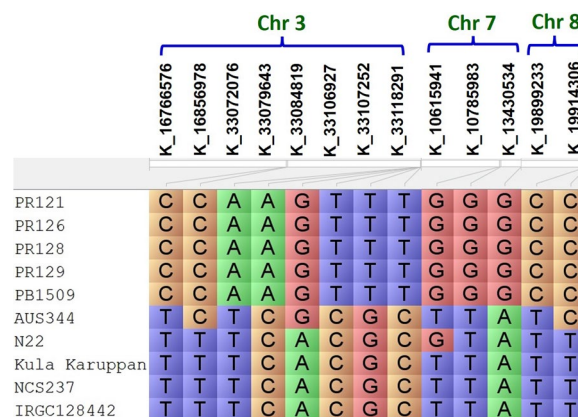 Chr 3 Chr 7 Chr 8
K_16766576 K_16856978 K_33072076 K_33079643 K_33084819 K_33106927 K_33107252 K_33118291 K_10615941 K_10785983 K_13430534 K_19899233 K_19914306
PR121 C C A A G T T T G G G C C
PR126 C C A A G T T T G G G C C
PR128 C C A A G T T T G G G C C
PR129 C C A A G T T T G G G C C
PB1509 C C A A G T T T G G G C C
AUS344 T C T C G C G C T T A T C
N22 T T T C A C G C G T A T T
Kula Karuppan T T T C A C G C T T A T T
NCS237 T T T C A C G C T T A T T
IRGC128442 T T T C A C G C T T A T T